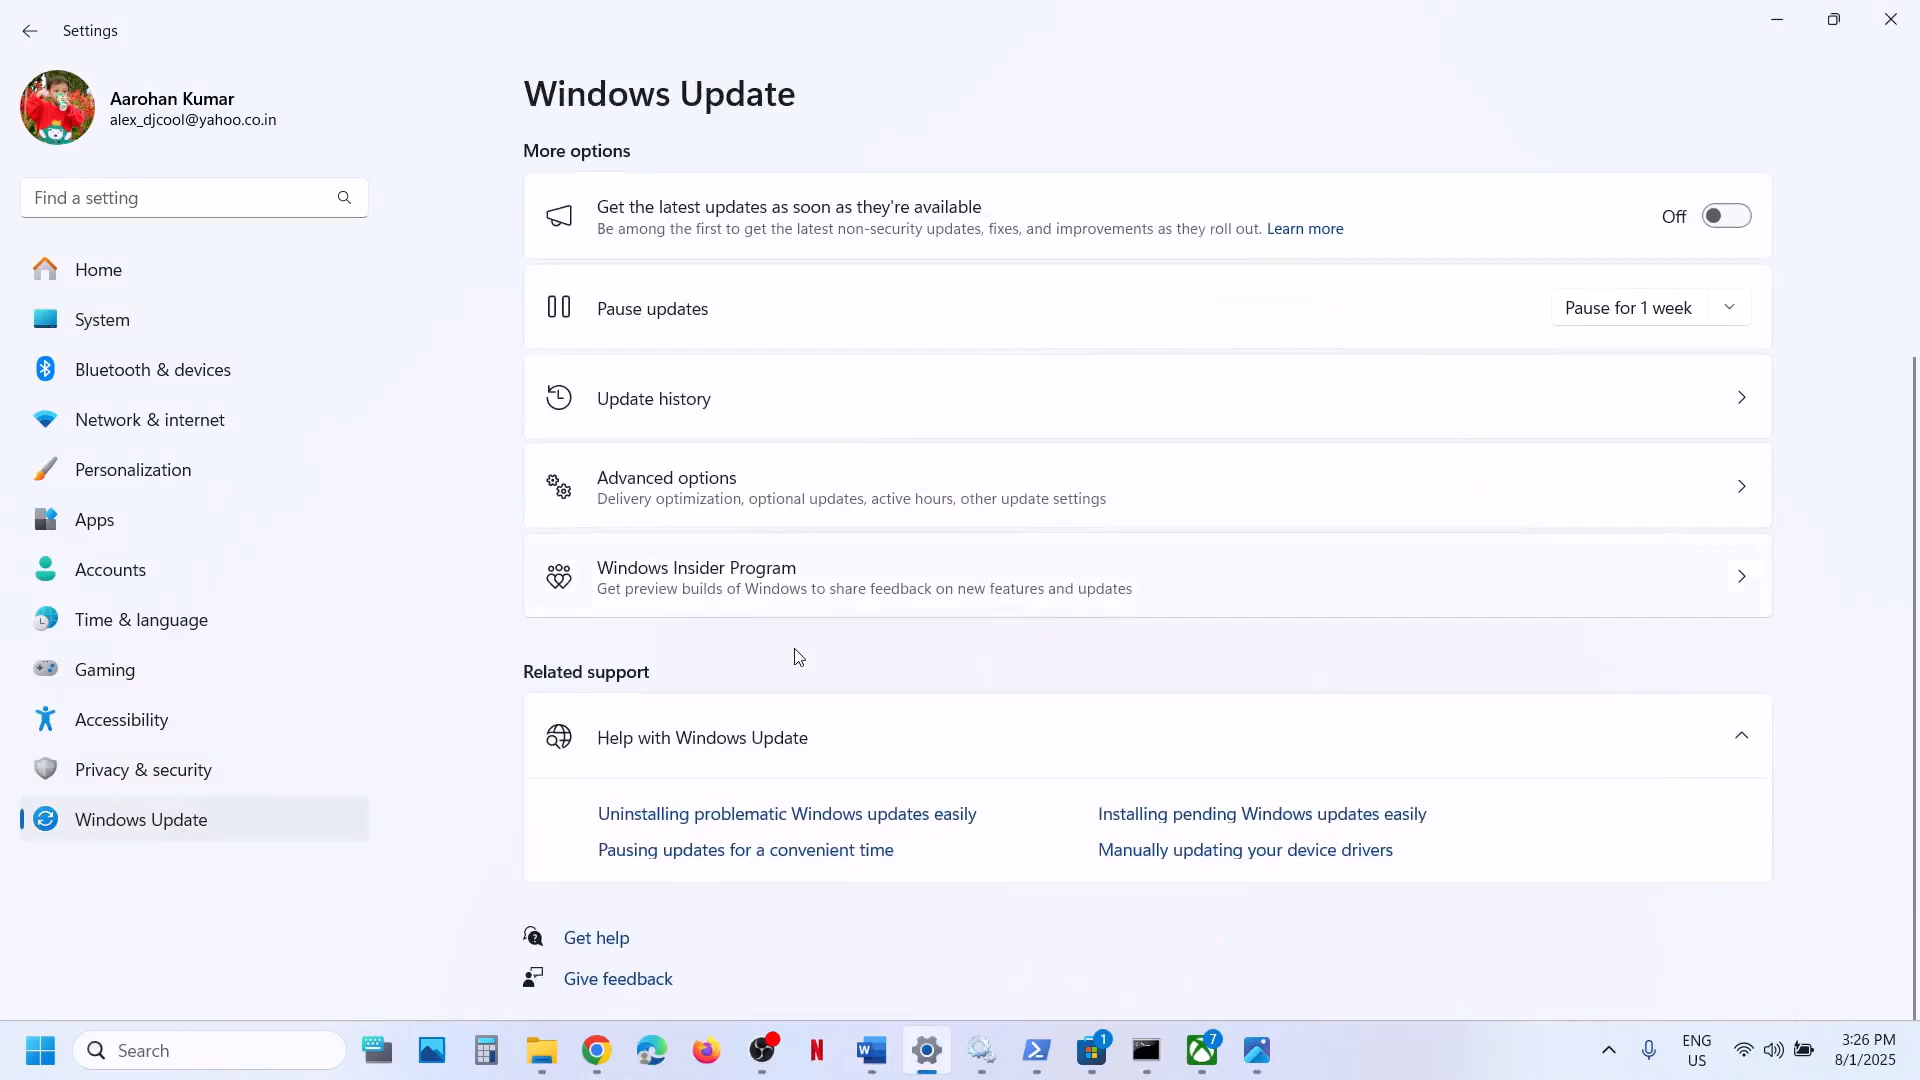 Settings
Aarohan Kumar
alex_djcool@yahoo.co.in
Find a setting
Home
System
Bluetooth & devices
Network & internet
Personalization
Apps
Accounts
Time & language
Gaming
Accessibility
Privacy & security
Windows Update
Windows Update
More options
Get the latest updates as soon as they're available
Be among the first to get the latest non-security updates, fixes, and improvements as they roll out. Learn more
Off
Pause updates
Pause for 1 week
Update history
Advanced options
Delivery optimization, optional updates, active hours, other update settings
Windows Insider Program
Get preview builds of Windows to share feedback on new features and updates
Related support
Help with Windows Update
Uninstalling problematic Windows updates easily
Installing pending Windows updates easily
Pausing updates for a convenient time
Manually updating your device drivers
Get help
Give feedback
Search
N
W
1
7
ENG
US
3:26 PM
8/1/2025